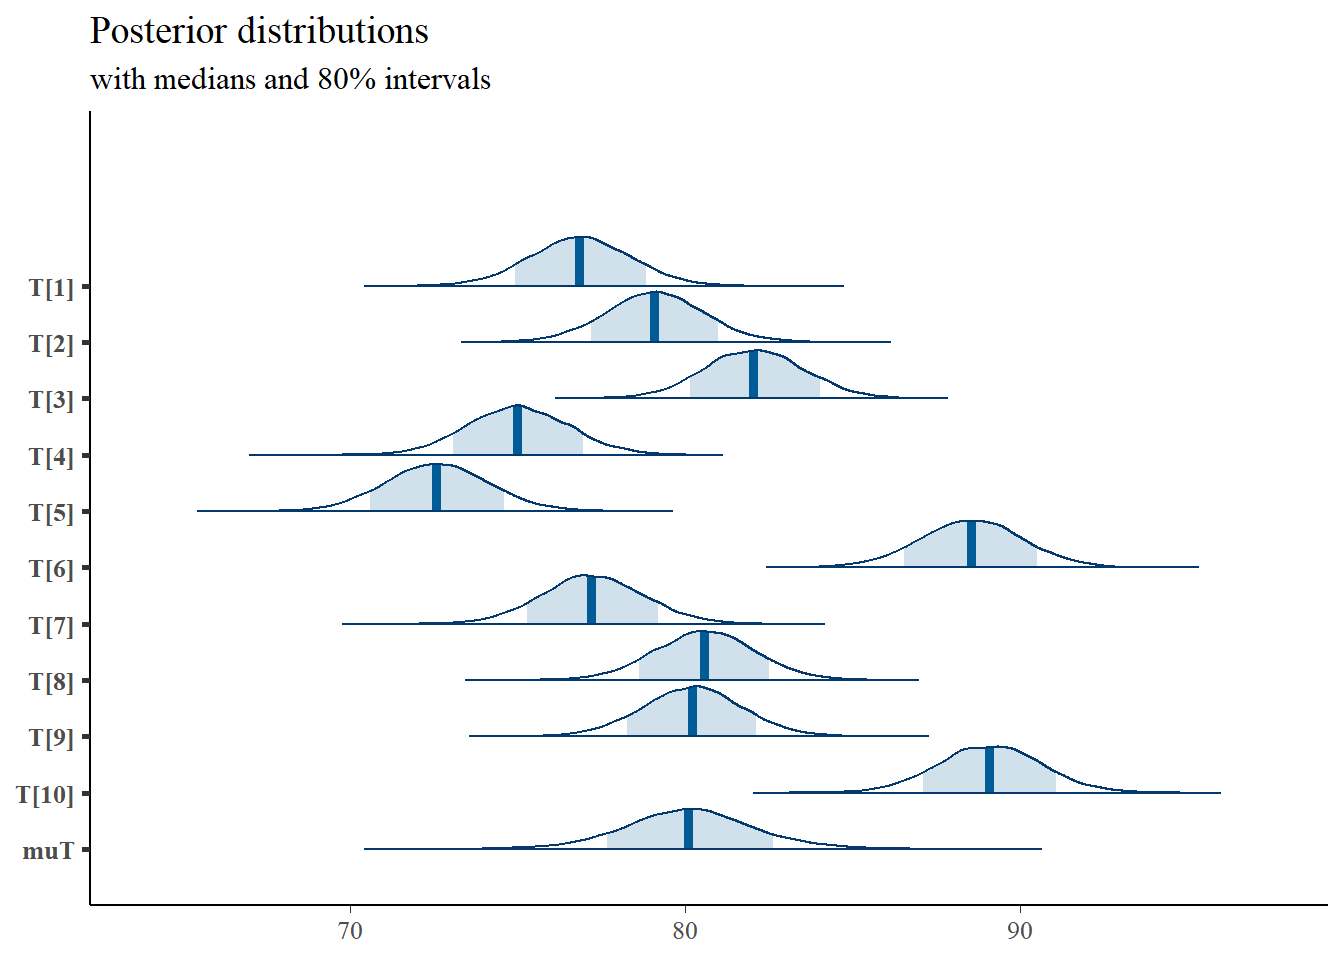 Posterior distributions
with medians and 80% intervals
T[1]
T[2]
T[3]
T[4]
T[5]
T[6]
T[7]
T[8]
T[9]
T[10]
muT
70 80 90